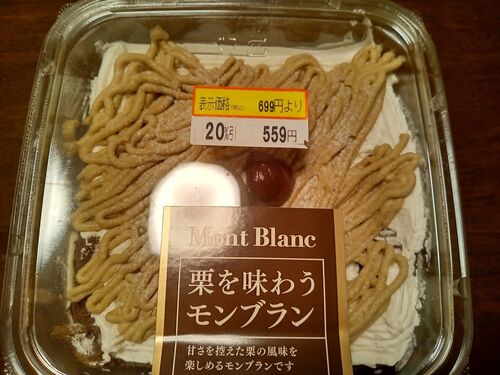 表示価格(税込) 699円より
20%引 559円
Mont Blanc
栗を味わう
モンブラン
甘さを控えた栗の風味を
楽しめるモンブランです